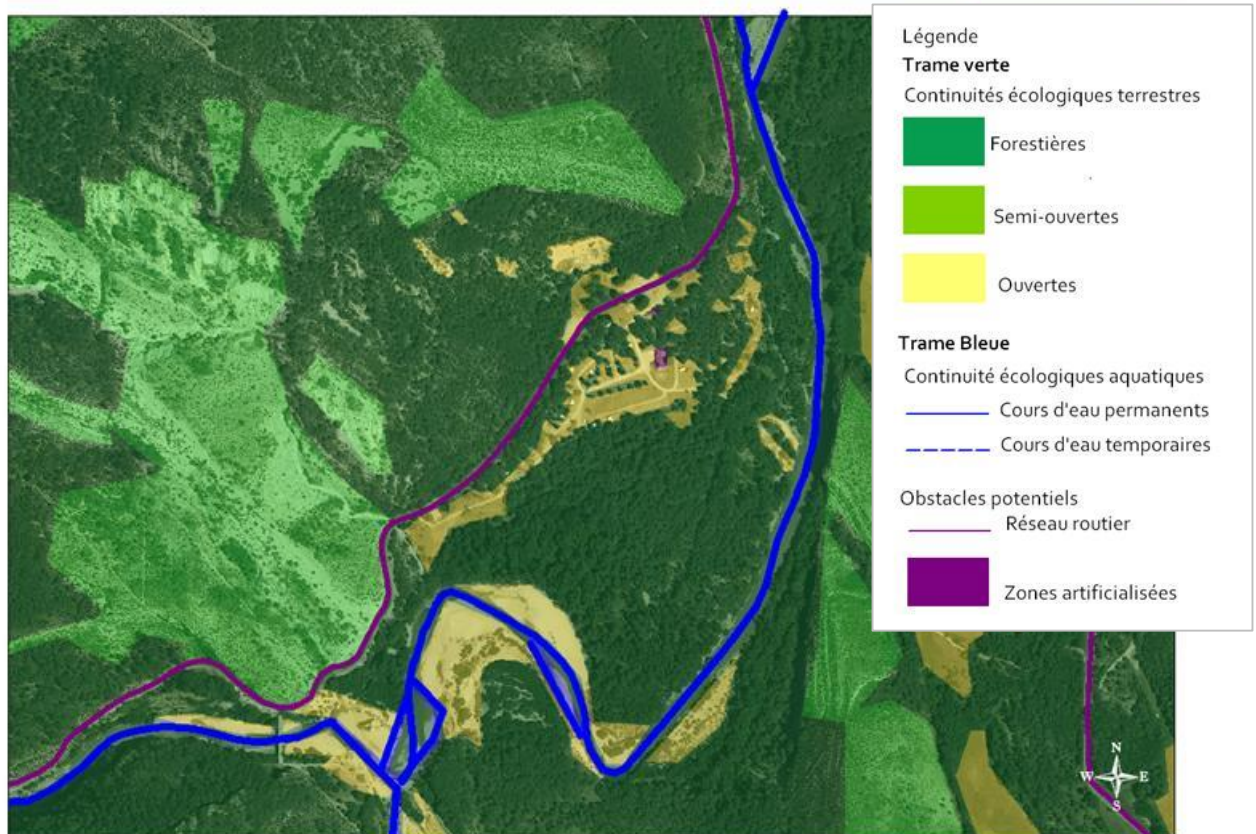 Légende
Trame verte
Continuités écologiques terrestres
Forestières
Semi-ouvertes
Ouvertes
Trame Bleue
Continuité écologiques aquatiques
Cours d'eau permanents
Cours d'eau temporaires
Obstacles potentiels
Réseau routier
Zones artificialisées
N
W E
S